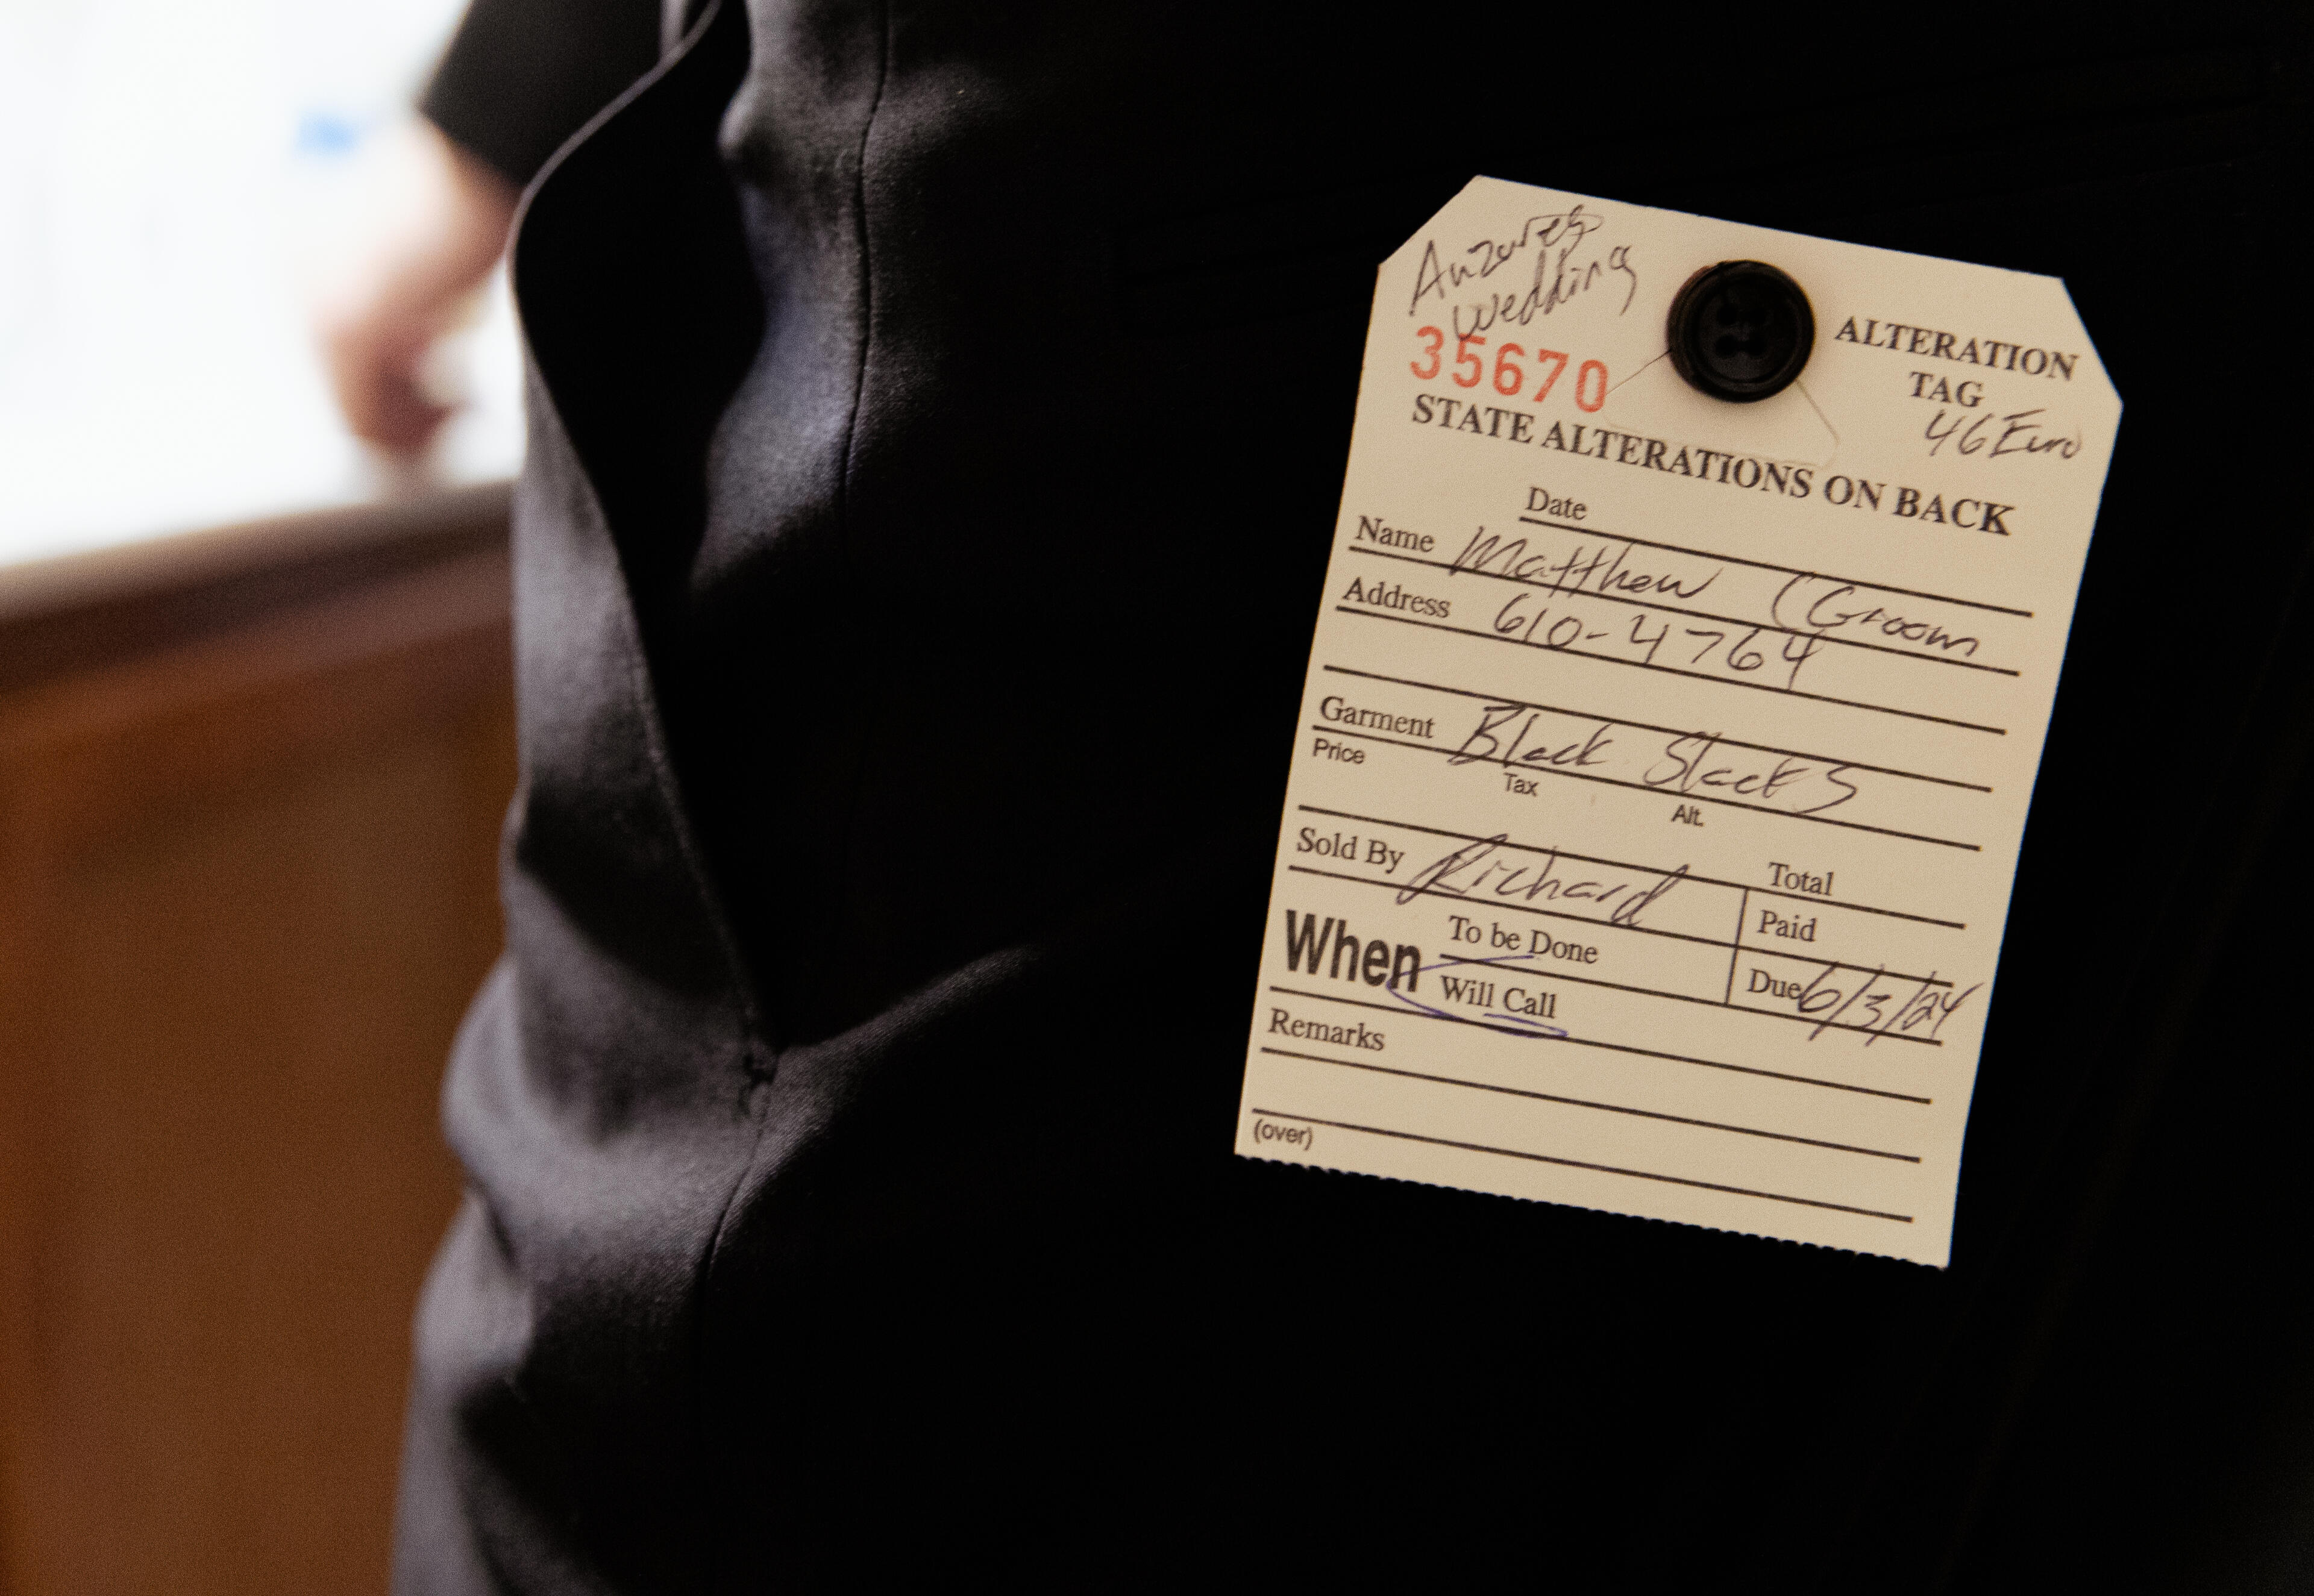 Anzures
wedding
35670
ALTERATION
TAG
46 Euro
STATE ALTERATIONS ON BACK
Date
Name Matthew (Groom
Address 610-4764
Garment Black Slacks
Price Tax Alt.
Sold By Richard Total
When To be Done Paid
Will Call Due 6/3/24
Remarks
(over)